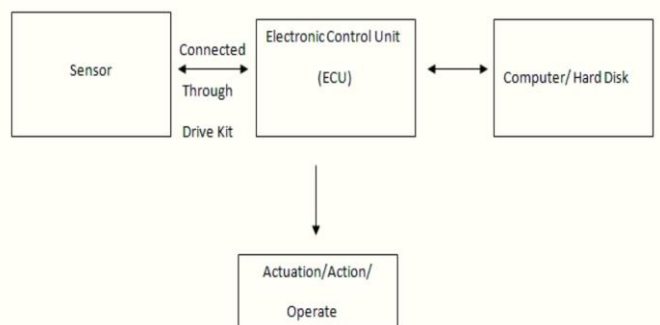 Sensor
Connected
Through
Drive Kit
Electronic Control Unit
(ECU)
Computer/ Hard Disk
Actuation/Action/
Operate